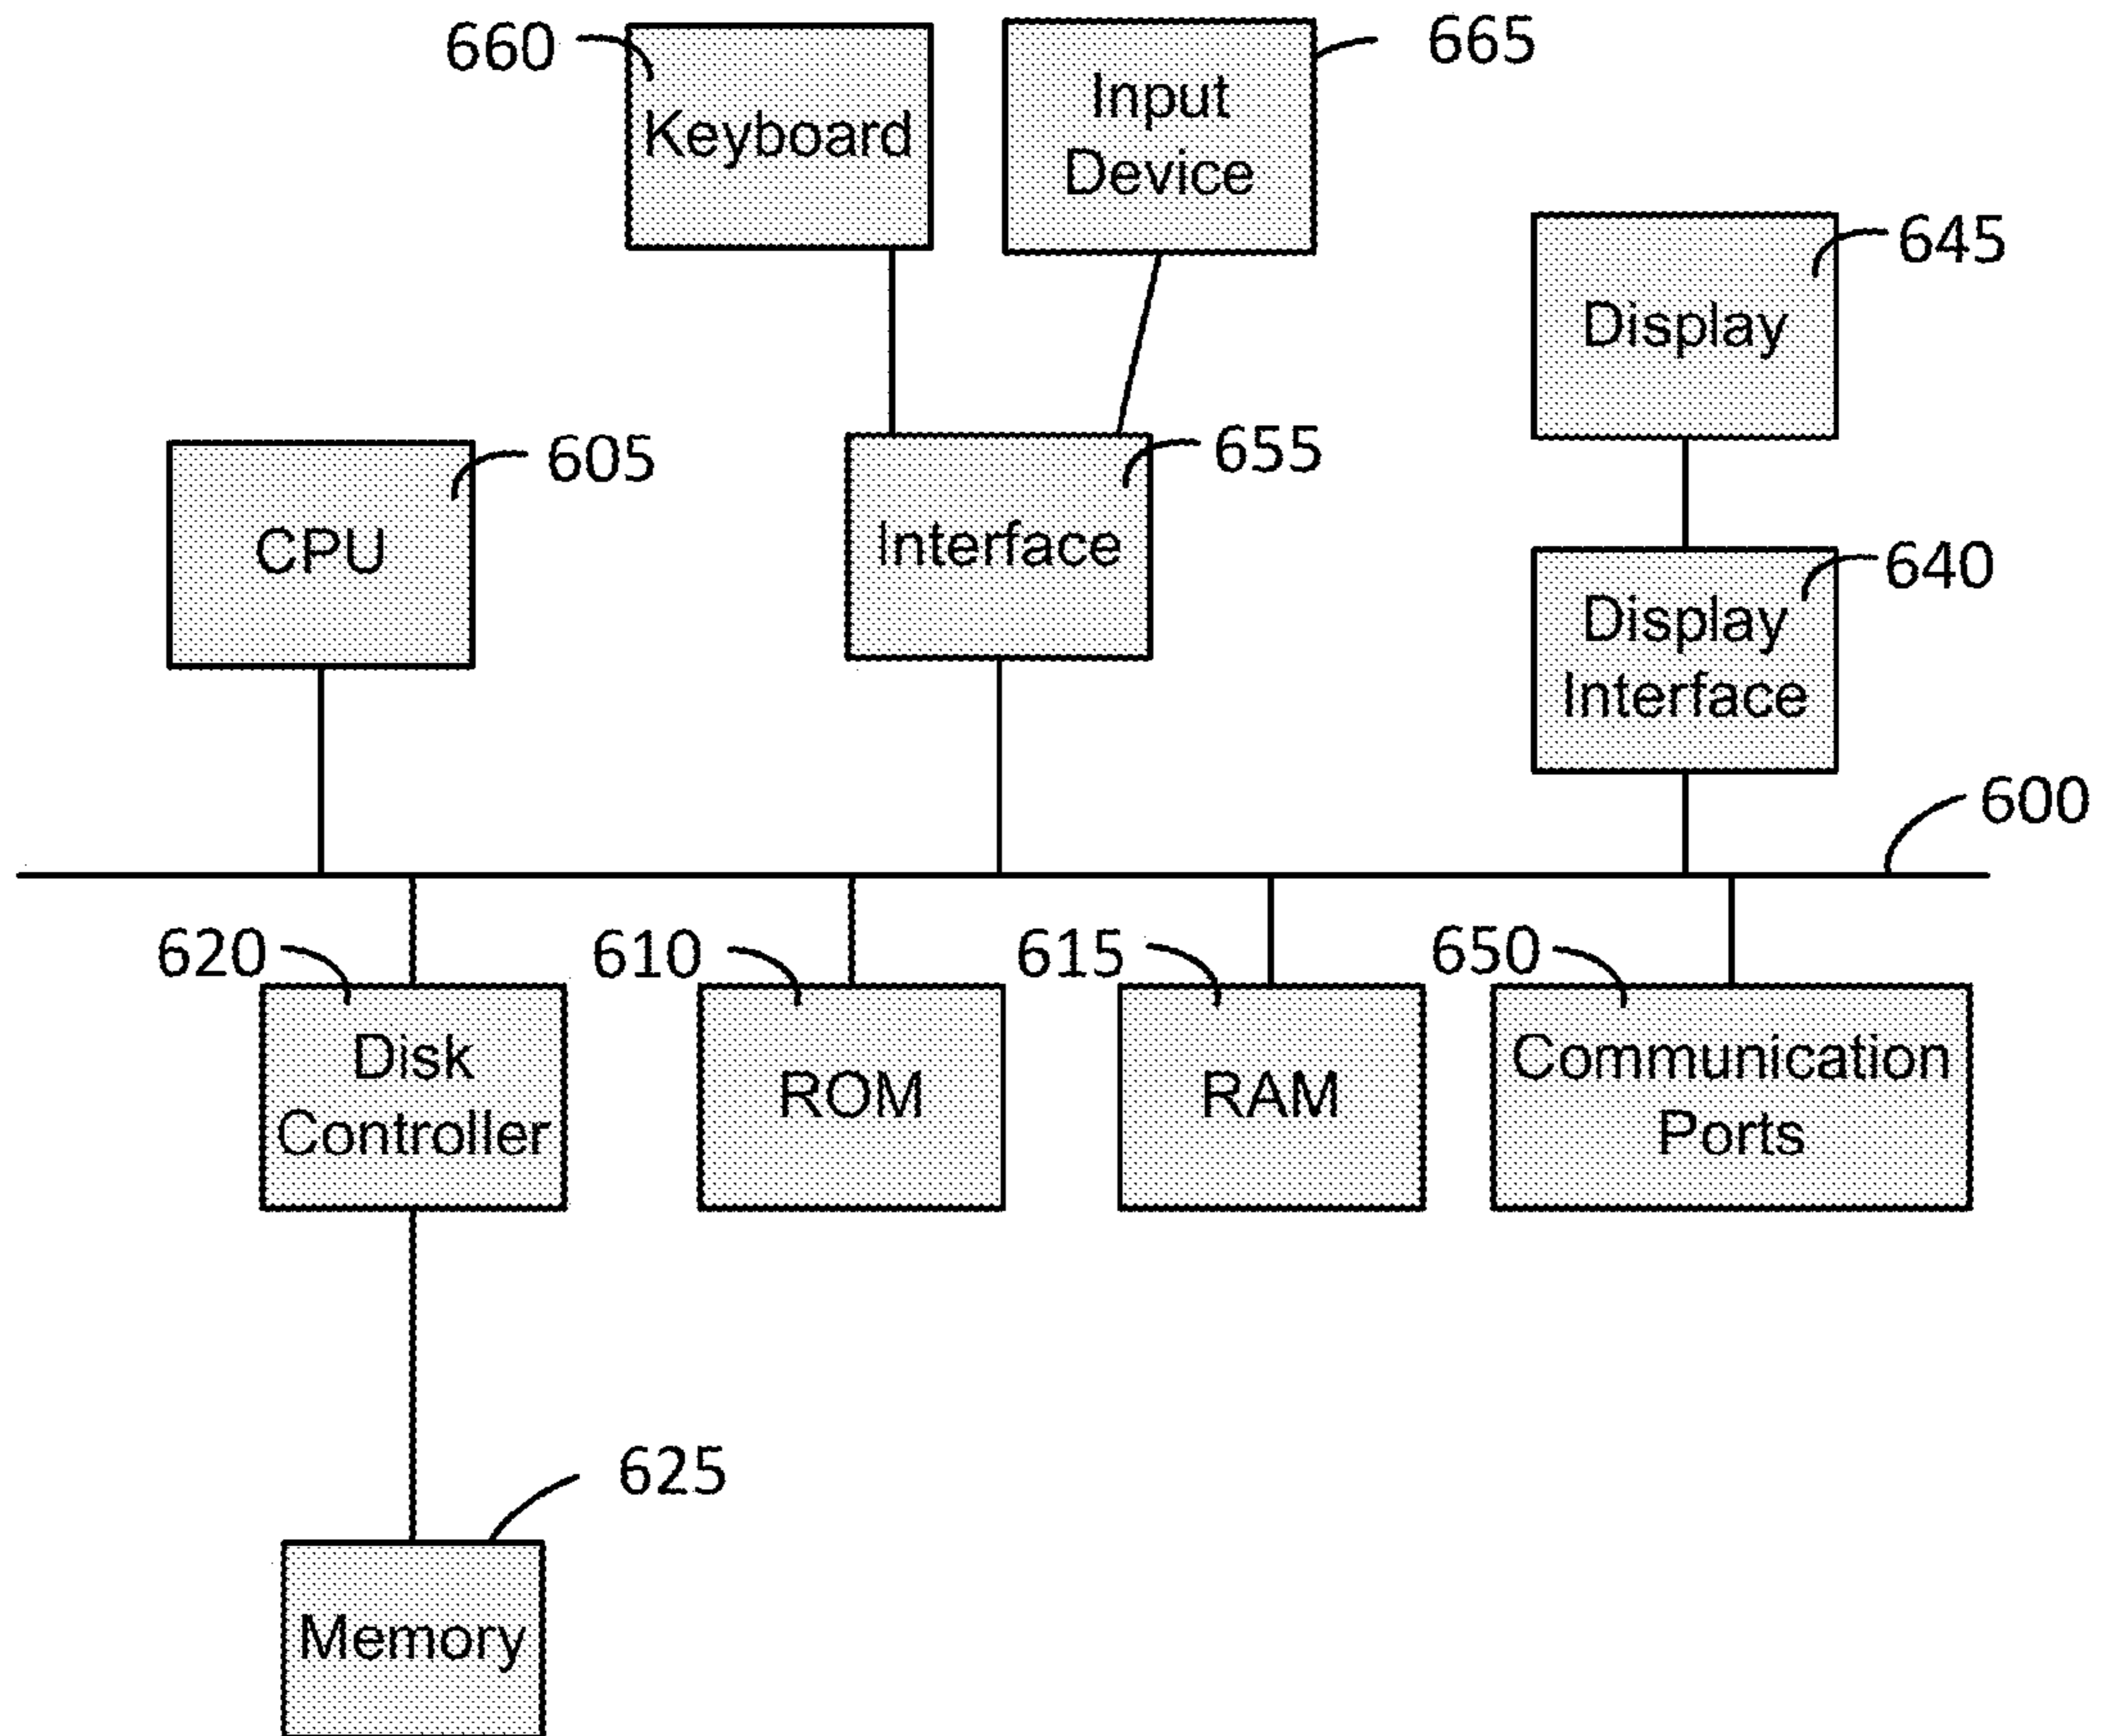 660
Keyboard
Input
Device
665
Display
645
CPU
605
Interface
655
Display
Interface
640
600
620
Disk
Controller
610
ROM
615
RAM
650
Communication
Ports
625
Memory